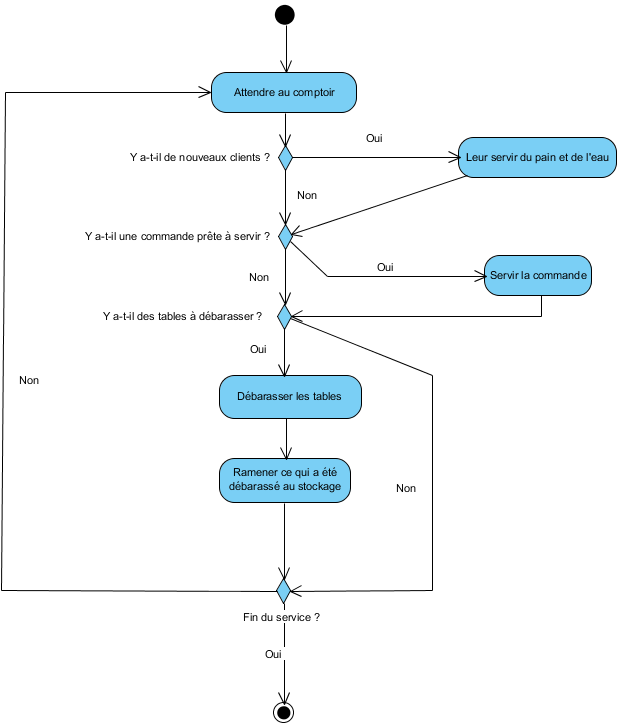 Attendre au comptoir
Oui
Y a-t-il de nouveaux clients ?
Leur servir du pain et de l'eau
Non
Y a-t-il une commande prête à servir ?
Oui
Non
Servir la commande
Y a-t-il des tables à débarasser ?
Oui
Non
Débarasser les tables
Ramener ce qui a été
débarassé au stockage
Non
Fin du service ?
Oui